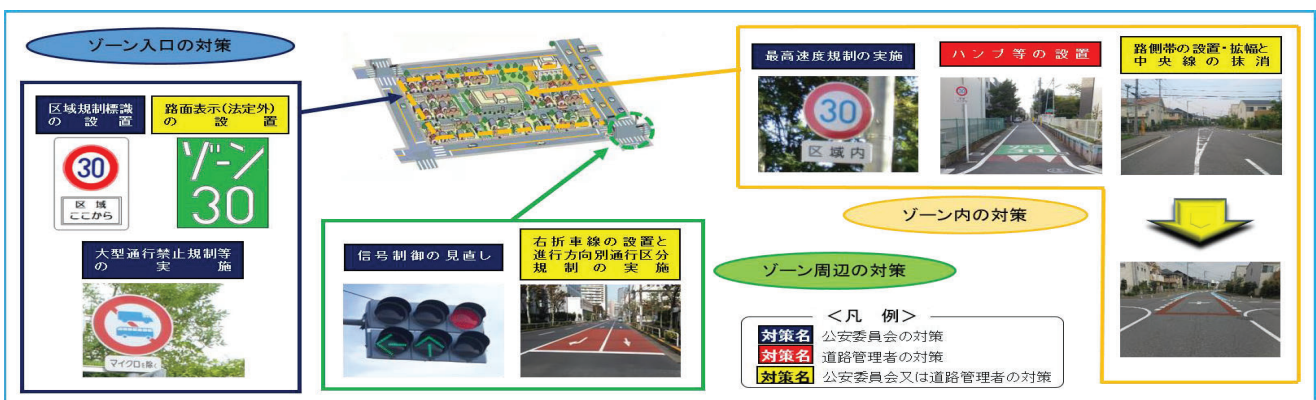 ゾーン入口の対策
区域規制標識
の設置
路面表示(法定外)
の設置
30
区域
ここから
ゾーン
30
大型通行禁止規制等
の実施
マイクロを除く
信号制御の見直し
右折車線の設置と
進行方向別通行区分
規制の実施
最高速度規制の実施
30
区域内
ハンプ等の設置
30
路側帯の設置・拡幅と
中央線の抹消
ゾーン内の対策
ゾーン周辺の対策
＜凡 例＞
対策名 公安委員会の対策
対策名 道路管理者の対策
対策名 公安委員会又は道路管理者の対策